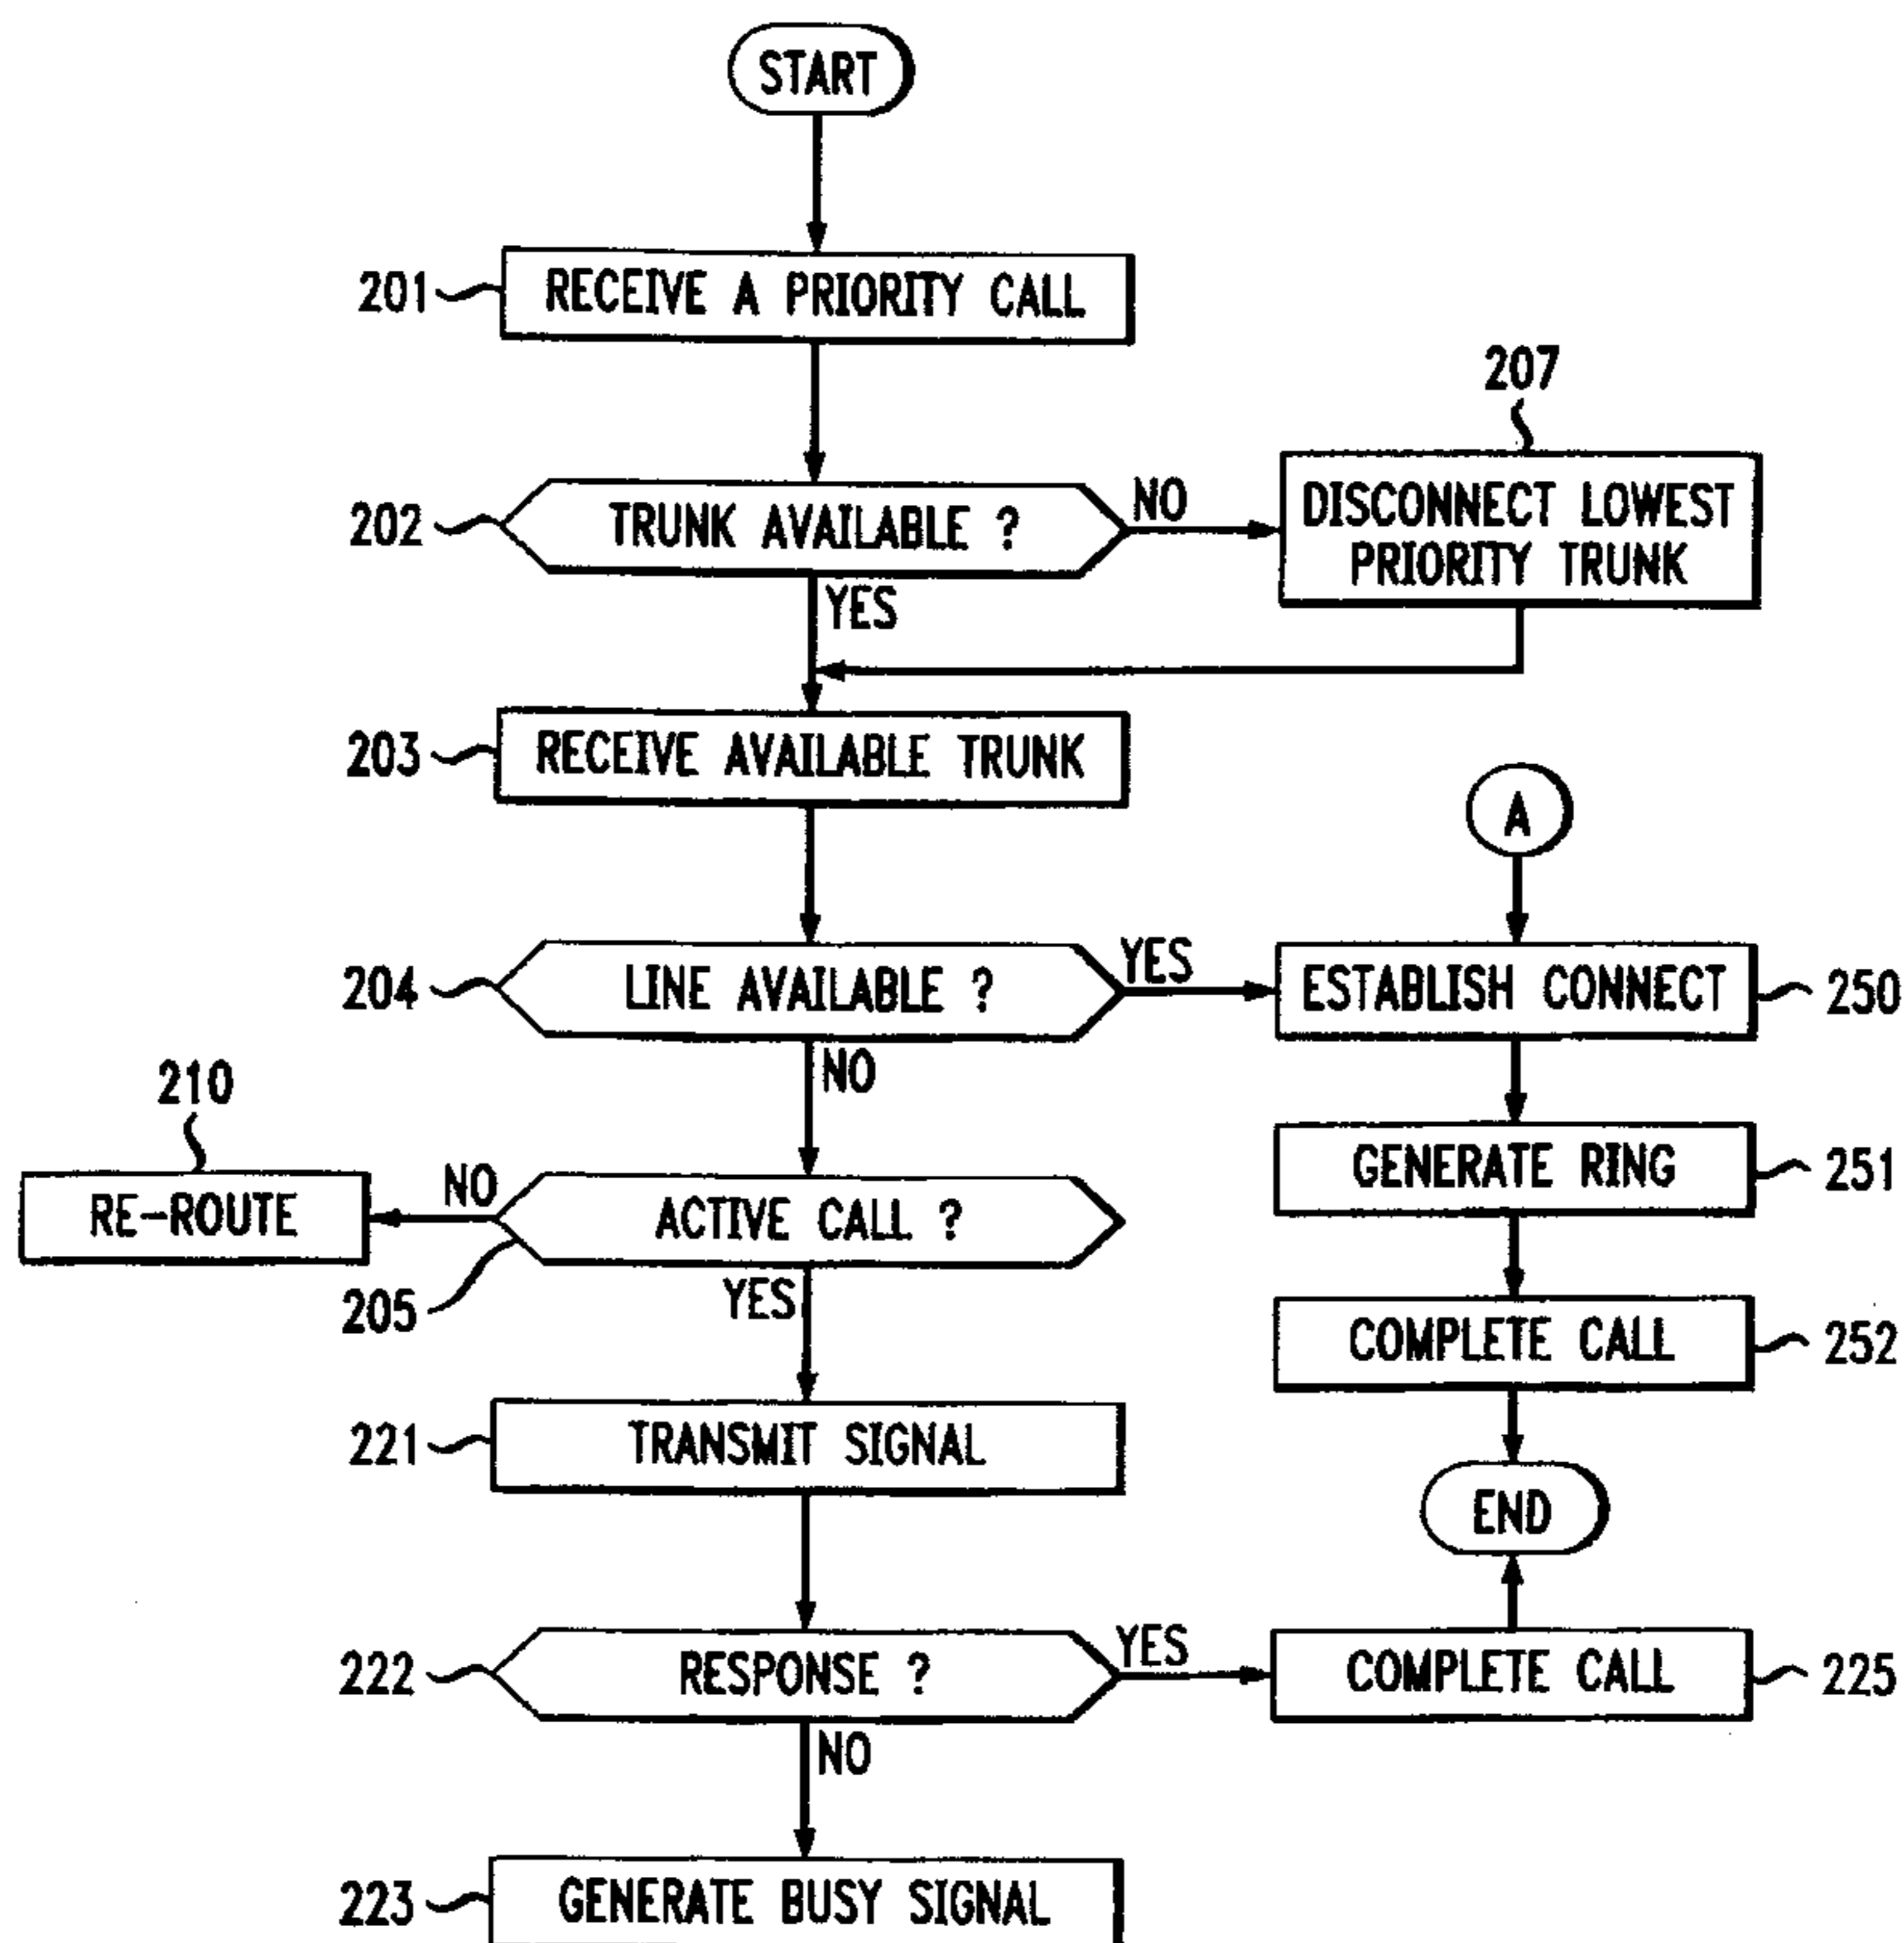 START
201
RECEIVE A PRIORITY CALL
207
202
TRUNK AVAILABLE ?
NO
DISCONNECT LOWEST
PRIORITY TRUNK
YES
203
RECEIVE AVAILABLE TRUNK
A
204
LINE AVAILABLE ?
YES
ESTABLISH CONNECT
250
NO
210
RE-ROUTE
NO
ACTIVE CALL ?
GENERATE RING
251
205
YES
COMPLETE CALL
252
221
TRANSMIT SIGNAL
END
222
RESPONSE ?
YES
COMPLETE CALL
225
NO
223
GENERATE BUSY SIGNAL